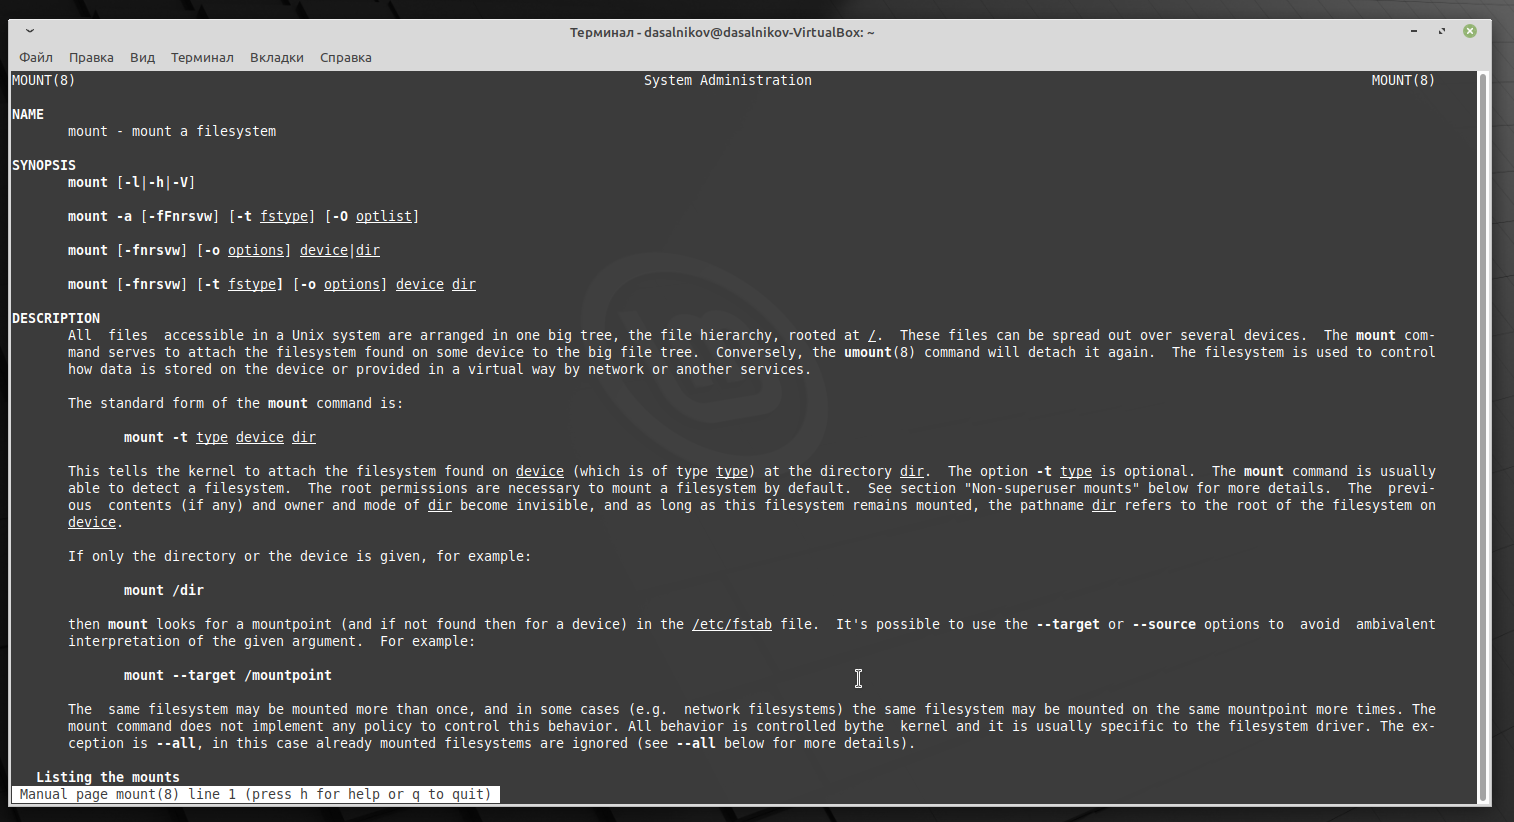 Терминал - dasalnikov@dasalnikov-VirtualBox: ~
Файл Правка Вид Терминал Вкладки Справка
MOUNT(8) System Administration MOUNT(8)
NAME
mount - mount a filesystem
SYNOPSIS
mount [-l|-h|-V]
mount -a [-fFnrsvw] [-t fstype] [-O optlist]
mount [-fnrsvw] [-o options] device|dir
mount [-fnrsvw] [-t fstype] [-o options] device dir
DESCRIPTION
All files accessible in a Unix system are arranged in one big tree, the file hierarchy, rooted at /. These files can be spread out over several devices. The mount com-
mand serves to attach the filesystem found on some device to the big file tree. Conversely, the umount(8) command will detach it again. The filesystem is used to control
how data is stored on the device or provided in a virtual way by network or another services.
The standard form of the mount command is:
mount -t type device dir
This tells the kernel to attach the filesystem found on device (which is of type type) at the directory dir. The option -t type is optional. The mount command is usually
able to detect a filesystem. The root permissions are necessary to mount a filesystem by default. See section "Non-superuser mounts" below for more details. The previ-
ous contents (if any) and owner and mode of dir become invisible, and as long as this filesystem remains mounted, the pathname dir refers to the root of the filesystem on
device.
If only the directory or the device is given, for example:
mount /dir
then mount looks for a mountpoint (and if not found then for a device) in the /etc/fstab file. It's possible to use the --target or --source options to avoid ambivalent
interpretation of the given argument. For example:
mount --target /mountpoint
The same filesystem may be mounted more than once, and in some cases (e.g. network filesystems) the same filesystem may be mounted on the same mountpoint more times. The
mount command does not implement any policy to control this behavior. All behavior is controlled bythe kernel and it is usually specific to the filesystem driver. The ex-
ception is --all, in this case already mounted filesystems are ignored (see --all below for more details).
Listing the mounts
Manual page mount(8) line 1 (press h for help or q to quit)